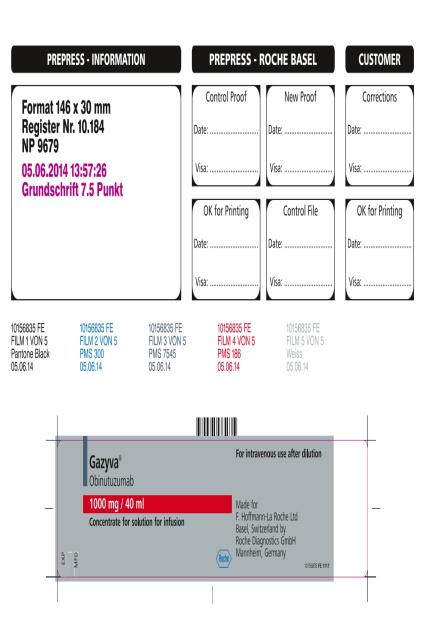 PREPRESS - INFORMATION
PREPRESS - ROCHE BASEL
CUSTOMER
Format 146 x 30 mm
Register Nr. 10.184
NP 9679
05.06.2014 13:57:26
Grundschrift 7.5 Punkt
Control Proof
Date: ........................
Visa: ........................
New Proof
Date: ........................
Visa: ........................
Corrections
Date: ........................
Visa: ........................
OK for Printing
Date: ........................
Visa: ........................
Control File
Date: ........................
Visa: ........................
OK for Printing
Date: ........................
Visa: ........................
10156835 FE
FILM 1 VON 5
Pantone Black
05.06.14
10156835 FE
FILM 2 VON 5
PMS 300
05.06.14
10156835 FE
FILM 3 VON 5
PMS 7545
05.06.14
10156835 FE
FILM 4 VON 5
PMS 186
05.06.14
10156835 FE
FILM 5 VON 5
Weiss
05.06.14
Gazyva®
Obinutuzumab
1000 mg / 40 ml
Concentrate for solution for infusion
For intravenous use after dilution
Made for
F. Hoffmann-La Roche Ltd
Basel, Switzerland by
Roche Diagnostics GmbH
Mannheim, Germany
Roche
EXP
MFD
10156835 FE